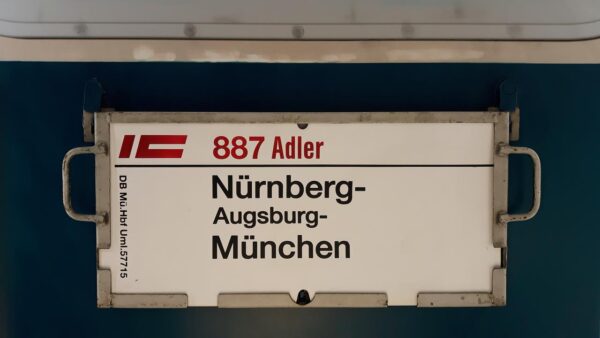 IC 887 Adler
Nürnberg-
Augsburg-
München
DB Mü.Hbf Uml.57715